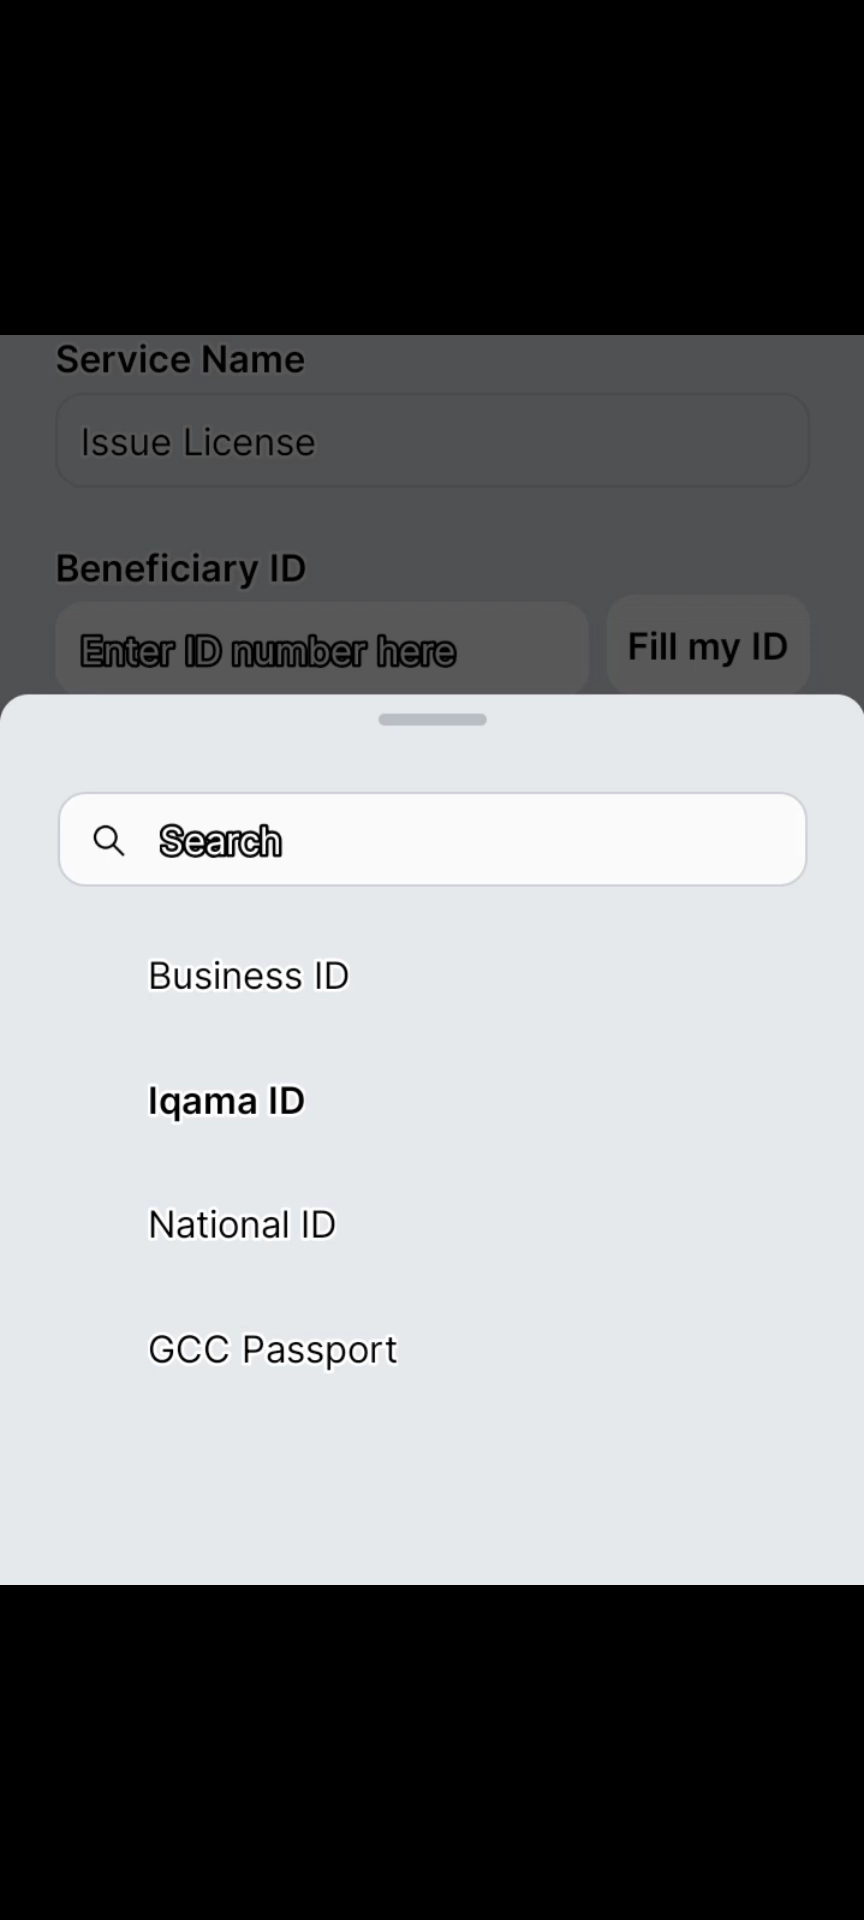 Service Name
Issue License
Beneficiary ID
Enter ID number here
Fill my ID
Search
Business ID
Iqama ID
National ID
GCC Passport